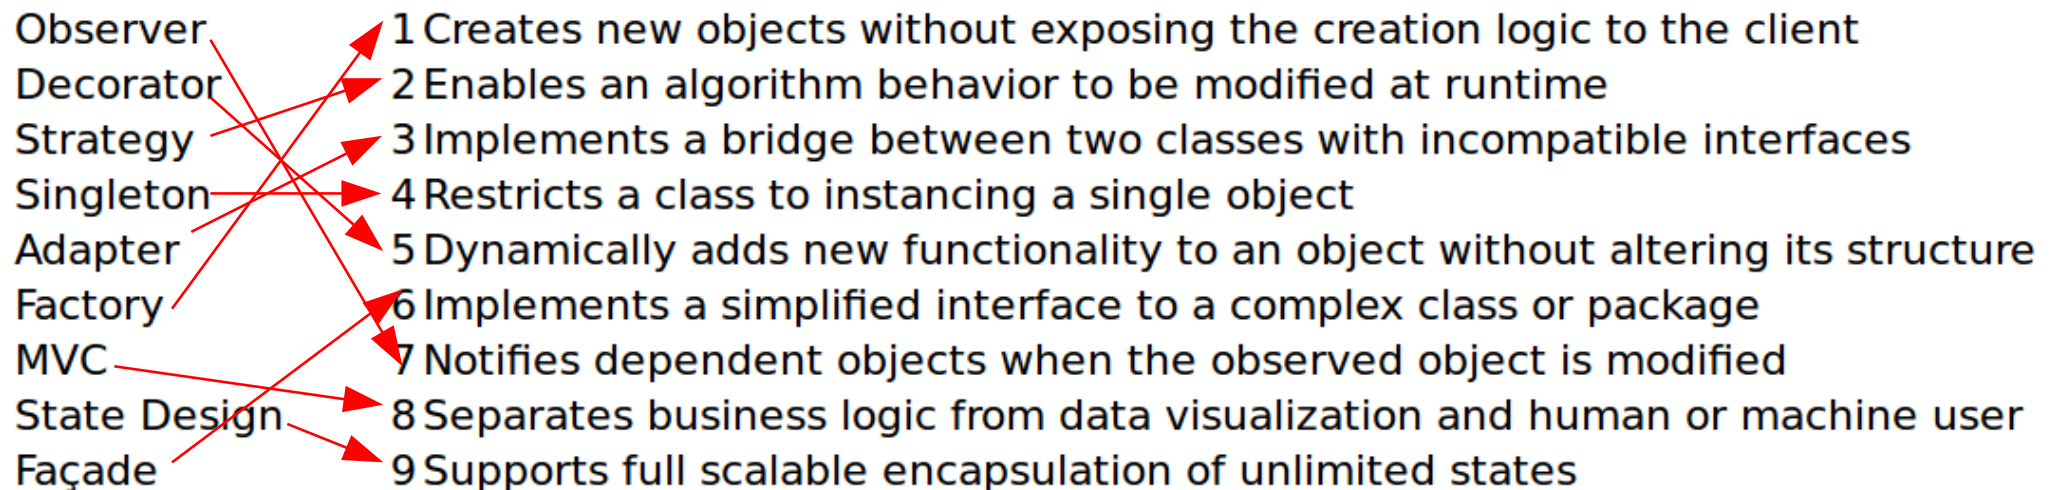 Observer 1 Creates new objects without exposing the creation logic to the client
Decorator 2 Enables an algorithm behavior to be modified at runtime
Strategy 3 Implements a bridge between two classes with incompatible interfaces
Singleton 4 Restricts a class to instancing a single object
Adapter 5 Dynamically adds new functionality to an object without altering its structure
Factory 6 Implements a simplified interface to a complex class or package
MVC 7 Notifies dependent objects when the observed object is modified
State Design 8 Separates business logic from data visualization and human or machine user
Façade 9 Supports full scalable encapsulation of unlimited states